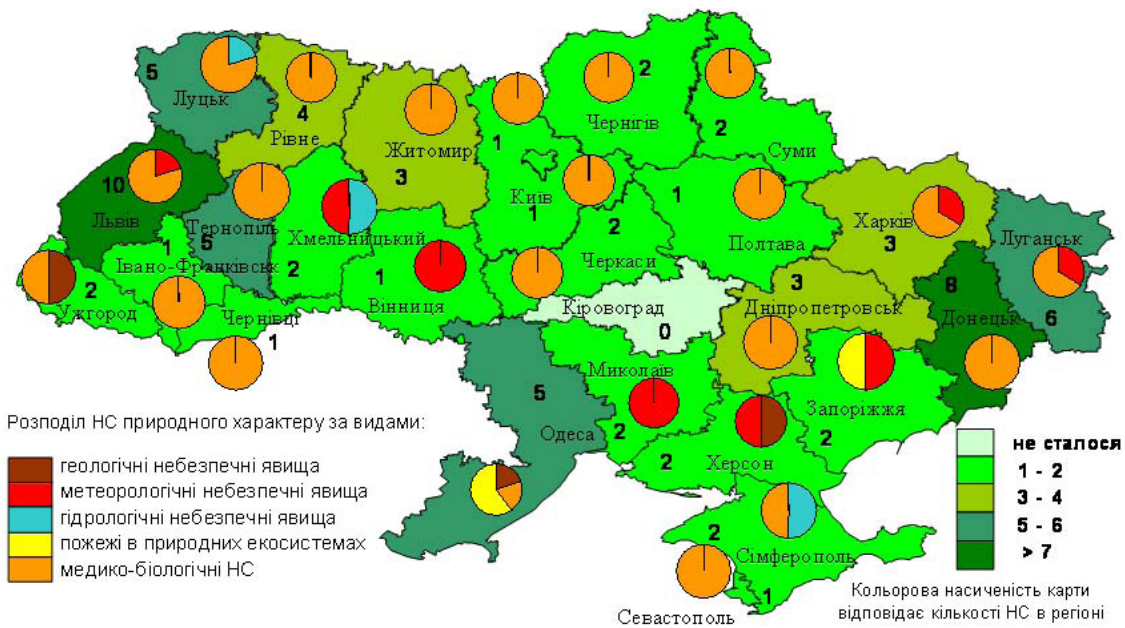 2
5
Луцьк
4
Рівне
Житомир
3
1
Київ
1
Чернігів
2
Суми
10
Львів
Тернопіль
5
Хмельницький
2
1
Івано-Франківськ
2
Ужгород
Чернівці
1
1
Вінниця
2
Черкаси
1
Полтава
Харків
3
Луганськ
6
8
Донецьк
Кіровоград
0
3
Дніпропетровськ
5
Одеса
Миколаїв
2
2
Херсон
Запоріжжя
2
2
Сімферополь
1
Севастополь
Розподіл НС природного характеру за видами:
геологічні небезпечні явища
метеорологічні небезпечні явища
гідрологічні небезпечні явища
пожежі в природних екосистемах
медико-біологічні НС
не сталося
1 - 2
3 - 4
5 - 6
> 7
Кольорова насиченість карти
відповідає кількості НС в регіоні